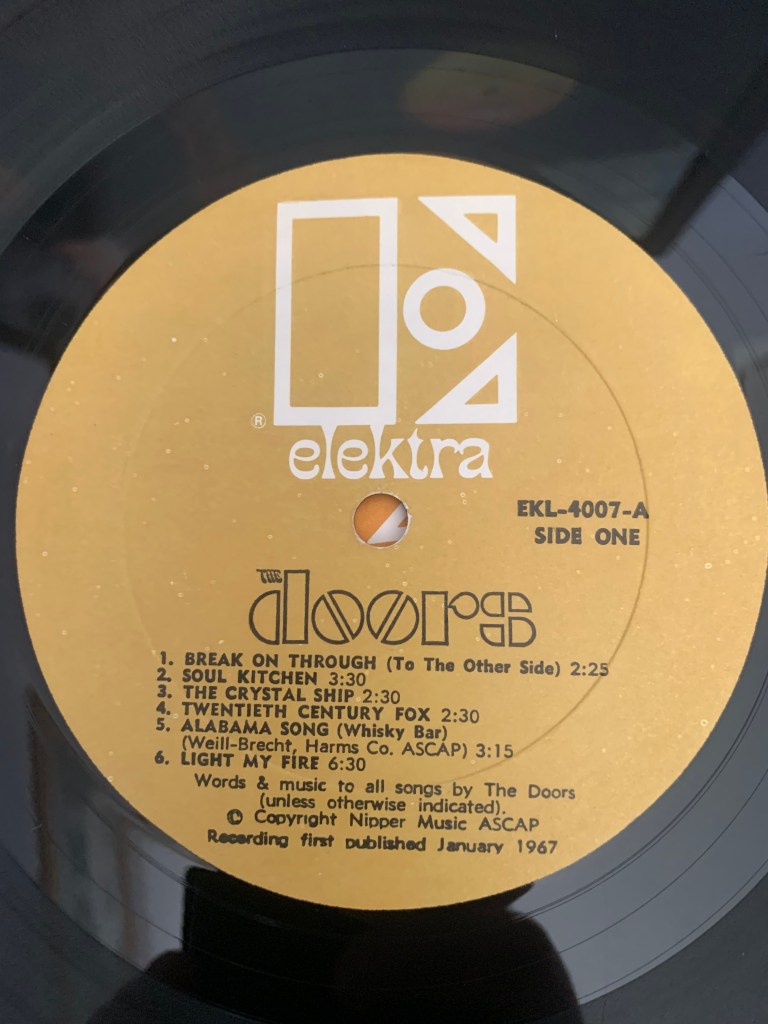 ®
elektra
EKL-4007-A
SIDE ONE
THE
doors
1. BREAK ON THROUGH (To The Other Side) 2:25
2. SOUL KITCHEN 3:30
3. THE CRYSTAL SHIP 2:30
4. TWENTIETH CENTURY FOX 2:30
5. ALABAMA SONG (Whisky Bar)
(Weill-Brecht, Harms Co. ASCAP) 3:15
6. LIGHT MY FIRE 6:30
Words & music to all songs by The Doors
(unless otherwise indicated).
© Copyright Nipper Music ASCAP
Recording first published January 1967